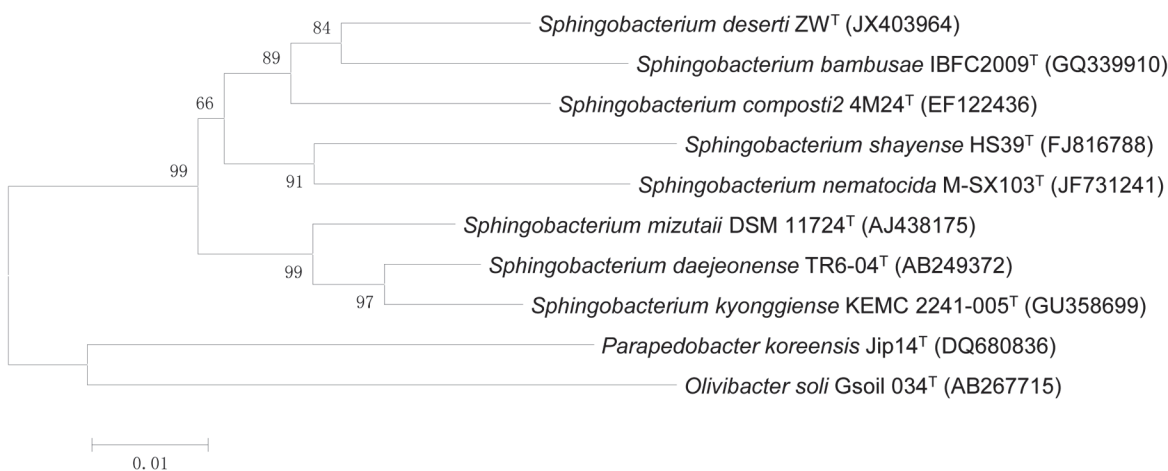 84
Sphingobacterium deserti ZWᵀ (JX403964)
89
Sphingobacterium bambusae IBFC2009ᵀ (GQ339910)
66
Sphingobacterium composti2 4M24ᵀ (EF122436)
99
Sphingobacterium shayense HS39ᵀ (FJ816788)
91
Sphingobacterium nematocida M-SX103ᵀ (JF731241)
Sphingobacterium mizutaii DSM 11724ᵀ (AJ438175)
99
Sphingobacterium daejeonense TR6-04ᵀ (AB249372)
97
Sphingobacterium kyonggiense KEMC 2241-005ᵀ (GU358699)
Parapedobacter koreensis Jip14ᵀ (DQ680836)
Olivibacter soli Gsoil 034ᵀ (AB267715)
0.01